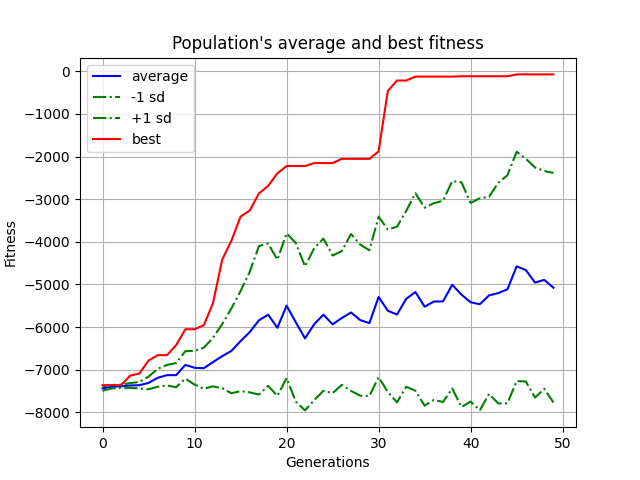 Population's average and best fitness
average
-1 sd
+1 sd
best
0
−1000
−2000
−3000
−4000
−5000
−6000
−7000
−8000
Fitness
0 10 20 30 40 50
Generations